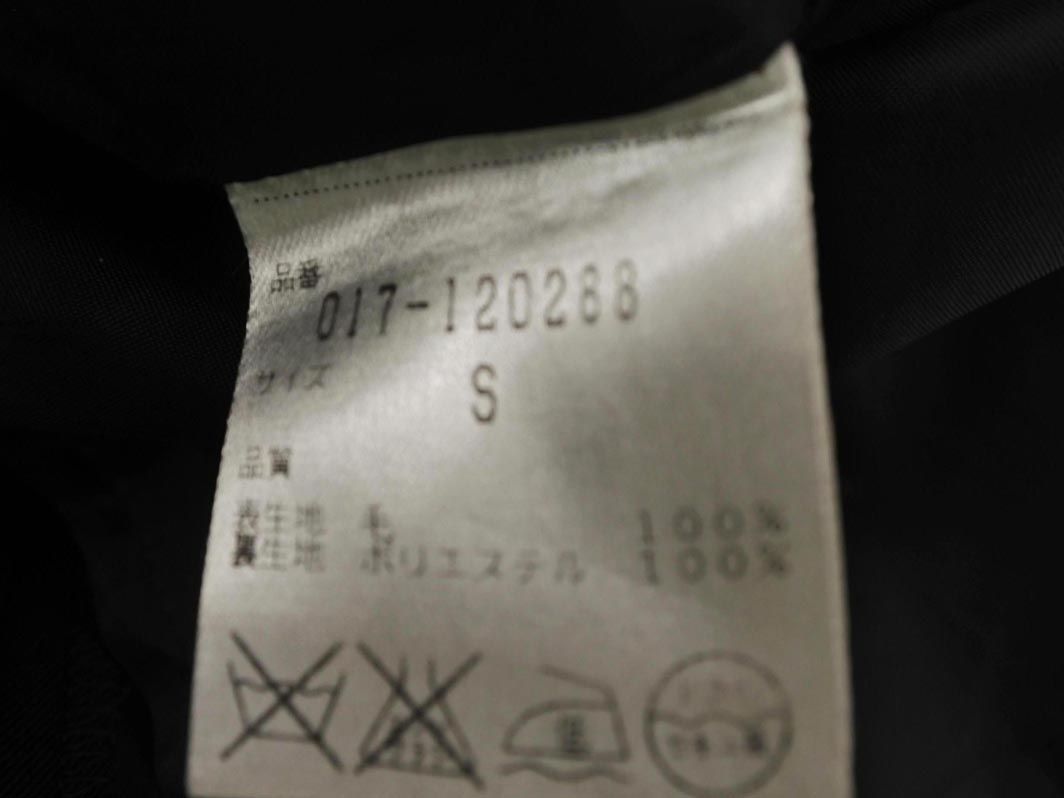 品番
017-120288
サイズ S
品質
表生地 毛 100%
裏生地 ポリエステル 100%